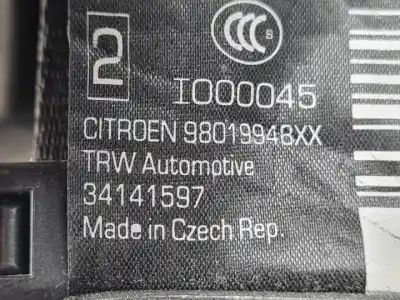 CCC S
2 I000045
CITROEN 98019948XX
TRW Automotive
34141597
Made in Czech Rep.